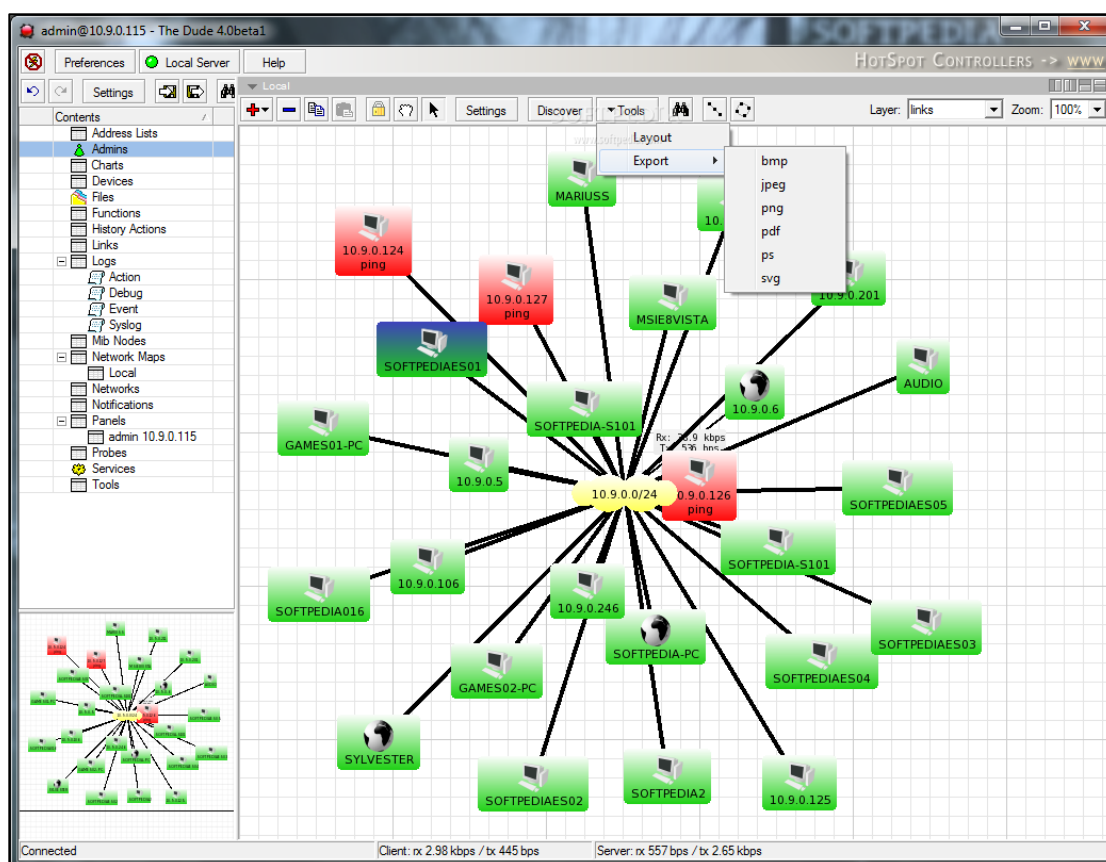 admin@10.9.0.115 - The Dude 4.0beta1
SOFTPEDIA
Preferences
Local Server
Help
HOTSPOT CONTROLLERS -> WWW
Settings
Local
Settings
Discover
Tools
Layer:
links
Zoom:
100%
Contents
Address Lists
Admins
Charts
Devices
Files
Functions
History Actions
Links
Logs
Action
Debug
Event
Syslog
Mib Nodes
Network Maps
Local
Networks
Notifications
Panels
admin 10.9.0.115
Probes
Services
Tools
Layout
Export
bmp
jpeg
png
pdf
ps
svg
MARIUSS
10.
10.9.0.124
ping
10.9.0.127
ping
MSIE8VISTA
10.9.0.201
SOFTPEDIAES01
AUDIO
10.9.0.6
SOFTPEDIA-S101
GAMES01-PC
10.9.0.5
10.9.0.0/24
.9.0.126
ping
SOFTPEDIAES05
SOFTPEDIA-S101
10.9.0.106
SOFTPEDIA016
10.9.0.246
SOFTPEDIA-PC
SOFTPEDIAES03
GAMES02-PC
SOFTPEDIAES04
SYLVESTER
SOFTPEDIAES02
SOFTPEDIA2
10.9.0.125
Connected
Client: rx 2.98 kbps / tx 445 bps
Server: rx 557 bps / tx 2.65 kbps